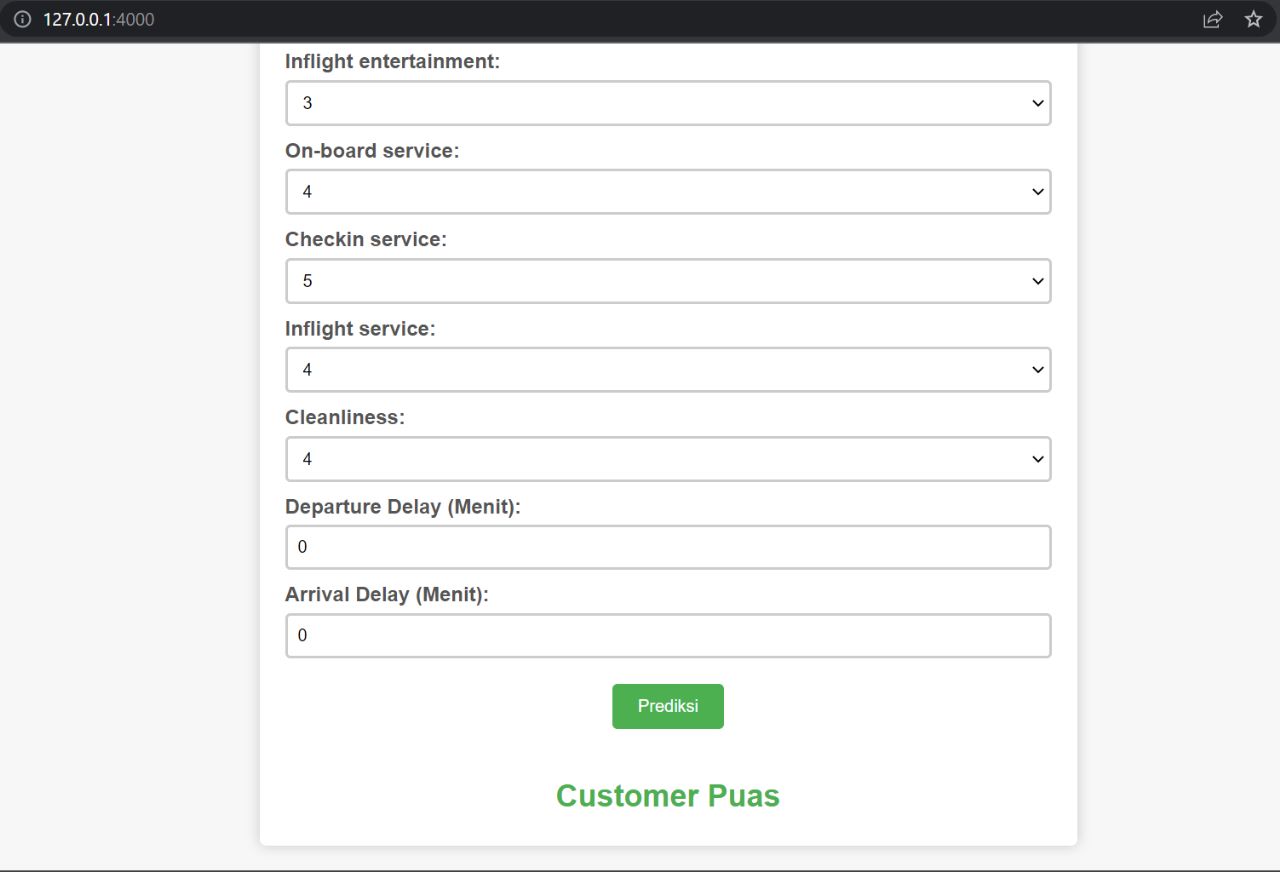 127.0.0.1:4000
Inflight entertainment:
3
On-board service:
4
Checkin service:
5
Inflight service:
4
Cleanliness:
4
Departure Delay (Menit):
0
Arrival Delay (Menit):
0
Prediksi
Customer Puas